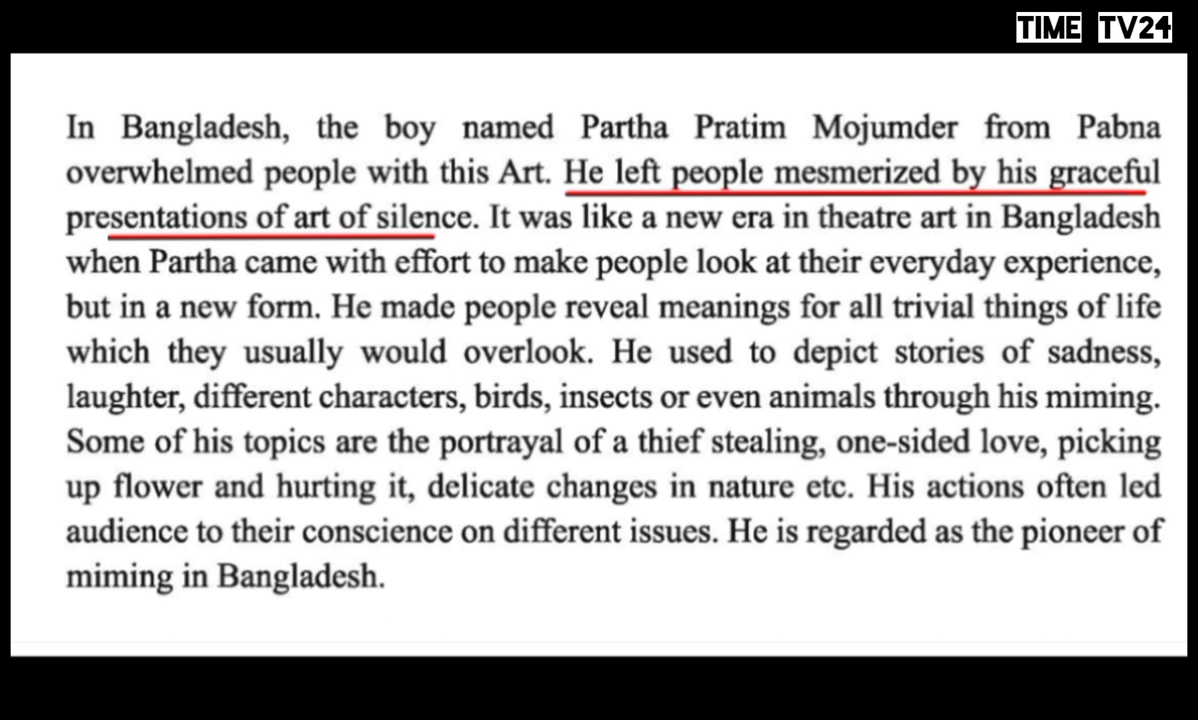 TIME TV24
In Bangladesh, the boy named Partha Pratim Mojumder from Pabna
overwhelmed people with this Art. He left people mesmerized by his graceful
presentations of art of silence. It was like a new era in theatre art in Bangladesh
when Partha came with effort to make people look at their everyday experience,
but in a new form. He made people reveal meanings for all trivial things of life
which they usually would overlook. He used to depict stories of sadness,
laughter, different characters, birds, insects or even animals through his miming.
Some of his topics are the portrayal of a thief stealing, one-sided love, picking
up flower and hurting it, delicate changes in nature etc. His actions often led
audience to their conscience on different issues. He is regarded as the pioneer of
miming in Bangladesh.